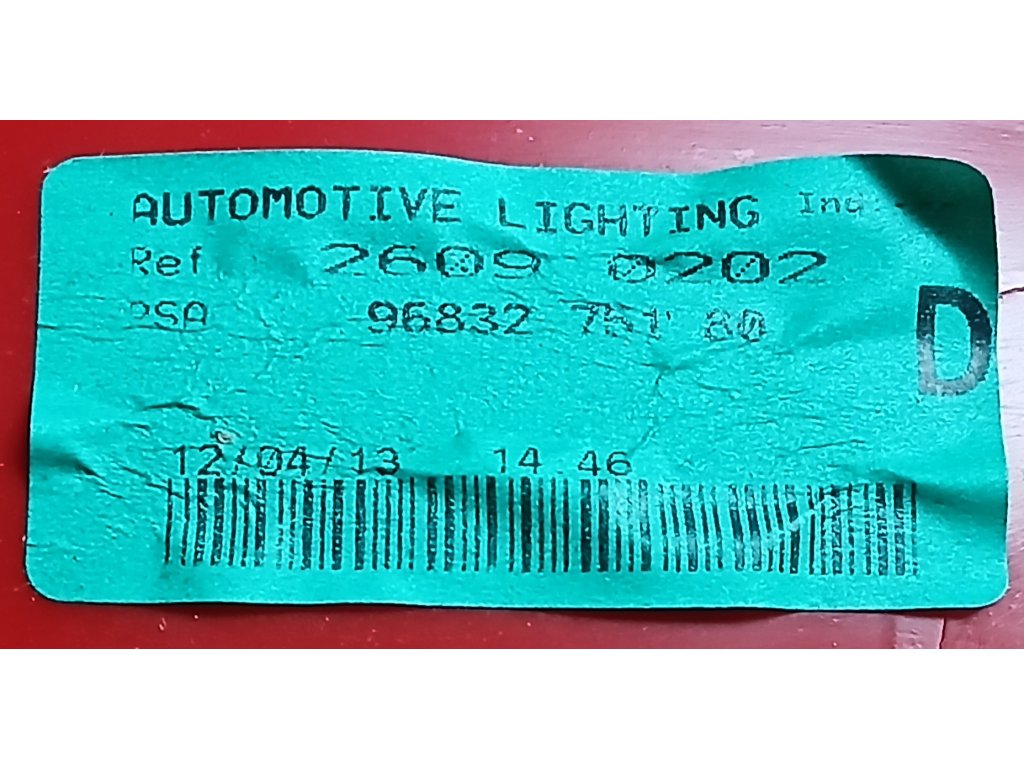 AUTOMOTIVE LIGHTING
Ref. 2609 0202
PSA 96832 751 80
D
12/04/13 14.46